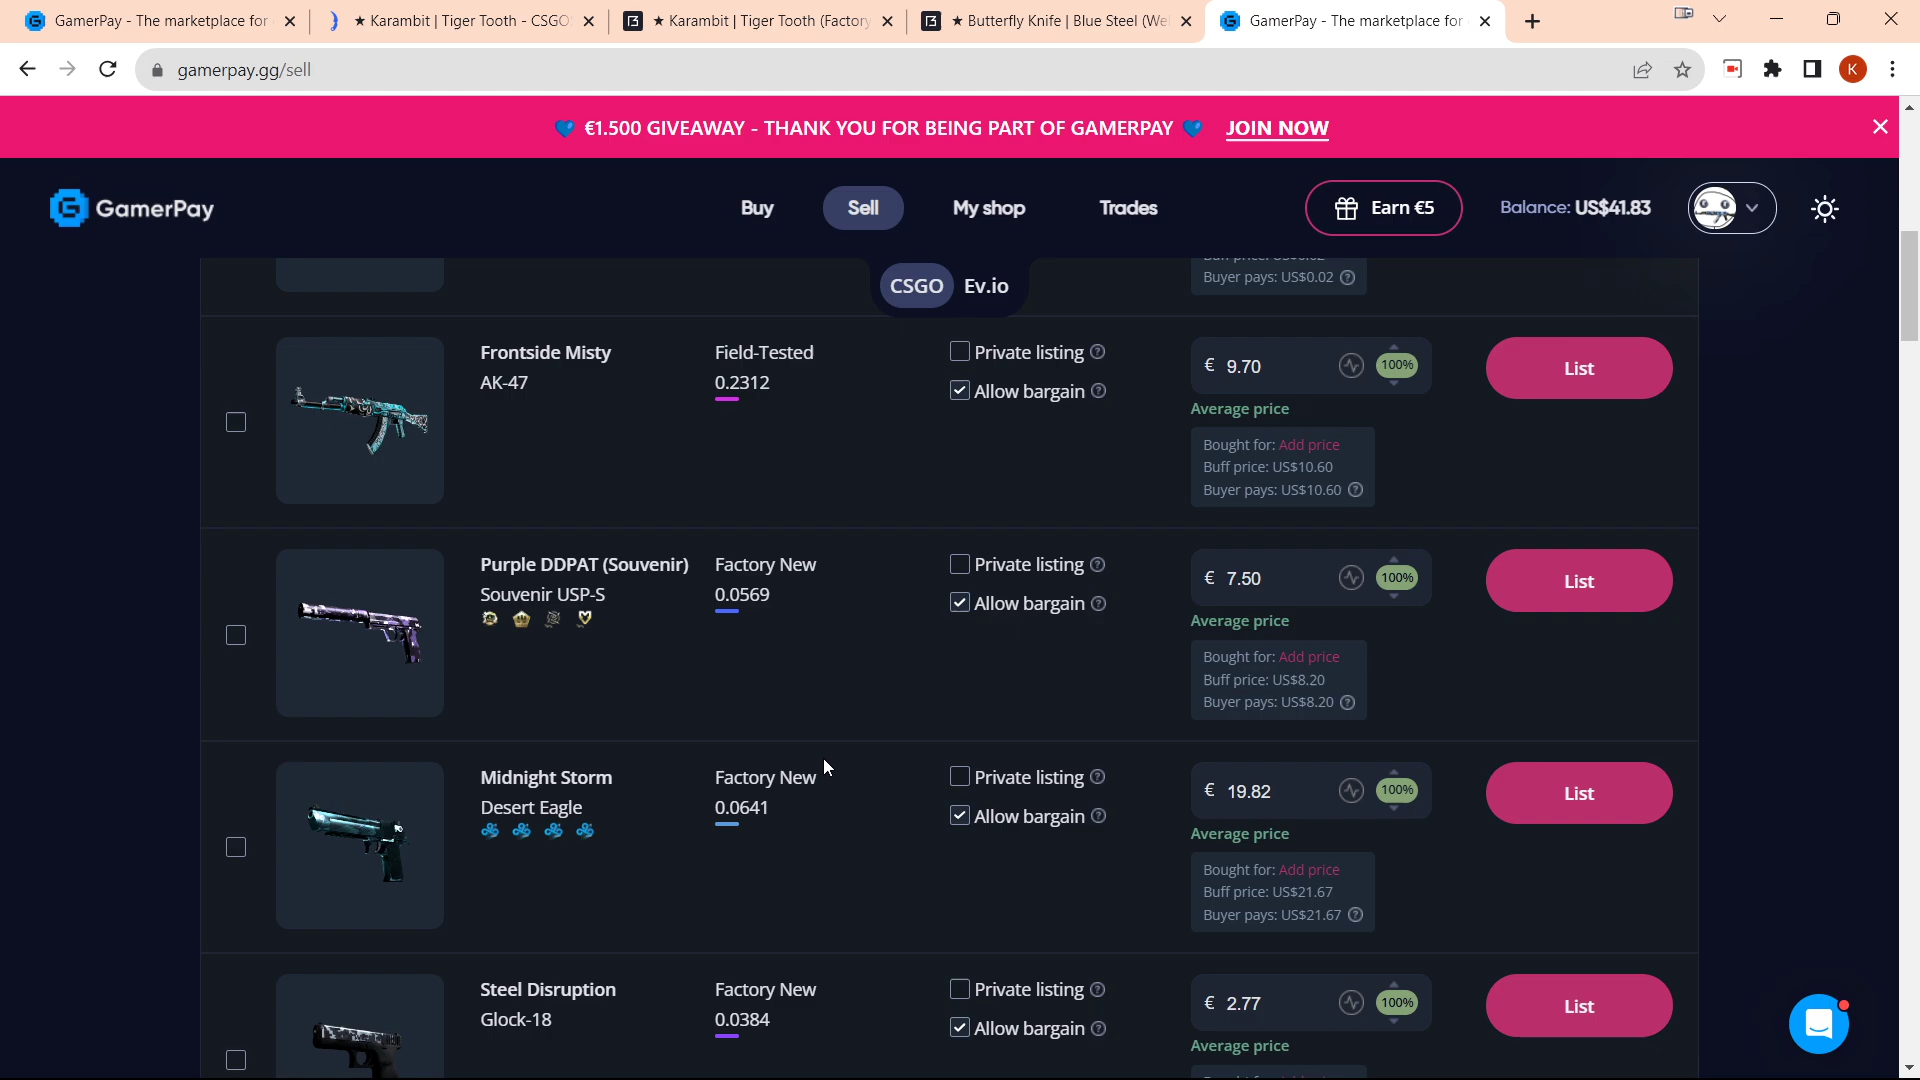 GamerPay - The marketplace for
★ Karambit | Tiger Tooth - CSGO
★ Karambit | Tiger Tooth (Factory
★ Butterfly Knife | Blue Steel (We
GamerPay - The marketplace for
gamerpay.gg/sell
K
€1.500 GIVEAWAY - THANK YOU FOR BEING PART OF GAMERPAY
JOIN NOW
GamerPay
Buy
Sell
My shop
Trades
Earn €5
Balance: US$41.83
CSGO
Ev.io
Buyer pays: US$0.02
Frontside Misty
AK-47
Field-Tested
0.2312
Private listing
Allow bargain
€ 9.70
100%
Average price
Bought for: Add price
Buff price: US$10.60
Buyer pays: US$10.60
List
Purple DDPAT (Souvenir)
Souvenir USP-S
Factory New
0.0569
Private listing
Allow bargain
€ 7.50
100%
Average price
Bought for: Add price
Buff price: US$8.20
Buyer pays: US$8.20
List
Midnight Storm
Desert Eagle
Factory New
0.0641
Private listing
Allow bargain
€ 19.82
100%
Average price
Bought for: Add price
Buff price: US$21.67
Buyer pays: US$21.67
List
Steel Disruption
Glock-18
Factory New
0.0384
Private listing
Allow bargain
€ 2.77
100%
Average price
List